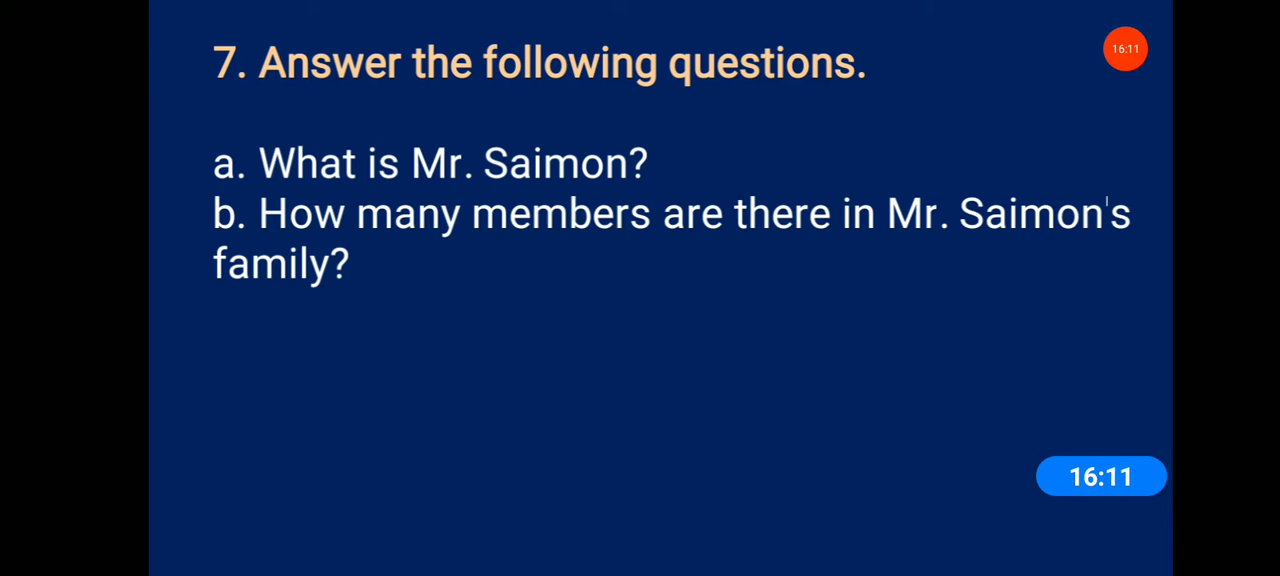 7. Answer the following questions.
16:11
a. What is Mr. Saimon?
b. How many members are there in Mr. Saimon's
family?
16:11